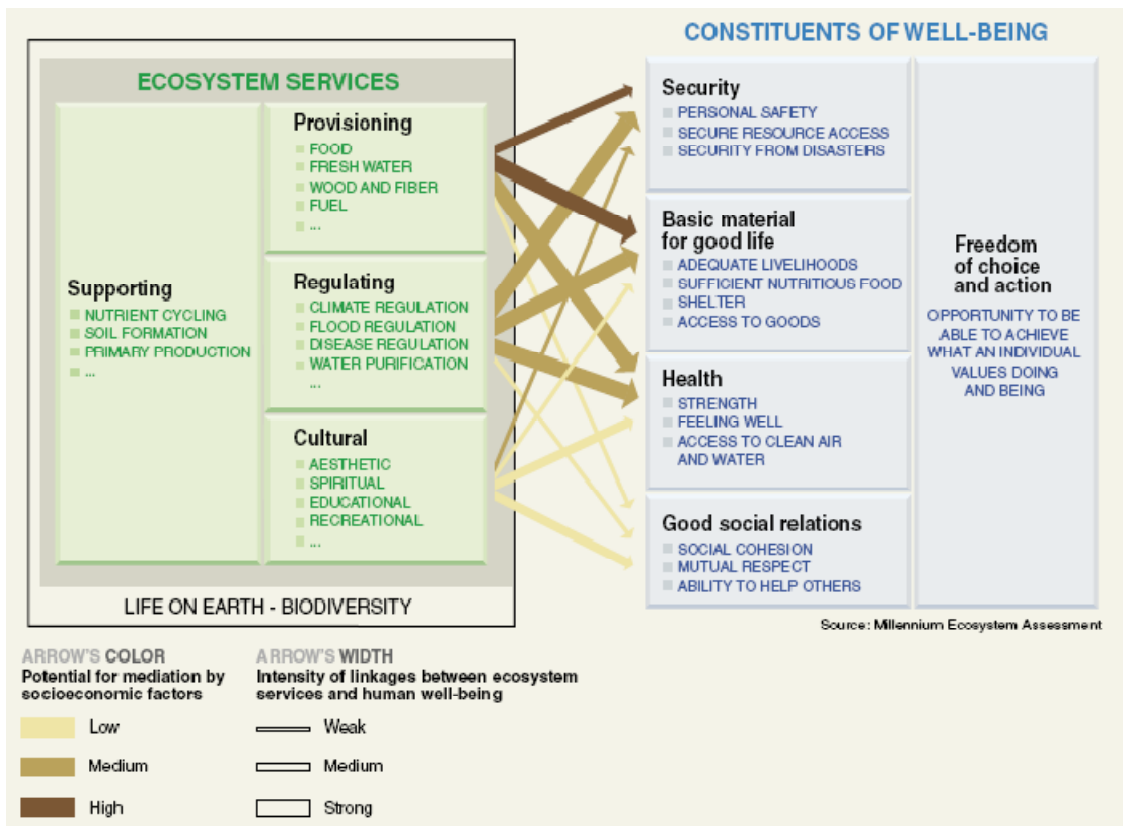 CONSTITUENTS OF WELL-BEING
ECOSYSTEM SERVICES
Supporting
NUTRIENT CYCLING
SOIL FORMATION
PRIMARY PRODUCTION
...
Provisioning
FOOD
FRESH WATER
WOOD AND FIBER
FUEL
...
Regulating
CLIMATE REGULATION
FLOOD REGULATION
DISEASE REGULATION
WATER PURIFICATION
...
Cultural
AESTHETIC
SPIRITUAL
EDUCATIONAL
RECREATIONAL
...
LIFE ON EARTH - BIODIVERSITY
Security
PERSONAL SAFETY
SECURE RESOURCE ACCESS
SECURITY FROM DISASTERS
Basic material
for good life
ADEQUATE LIVELIHOODS
SUFFICIENT NUTRITIOUS FOOD
SHELTER
ACCESS TO GOODS
Health
STRENGTH
FEELING WELL
ACCESS TO CLEAN AIR
AND WATER
Good social relations
SOCIAL COHESION
MUTUAL RESPECT
ABILITY TO HELP OTHERS
Freedom
of choice
and action
OPPORTUNITY TO BE
ABLE TO ACHIEVE
WHAT AN INDIVIDUAL
VALUES DOING
AND BEING
Source: Millennium Ecosystem Assessment
ARROW'S COLOR
Potential for mediation by
socioeconomic factors
Low
Medium
High
ARROW'S WIDTH
Intensity of linkages between ecosystem
services and human well-being
Weak
Medium
Strong